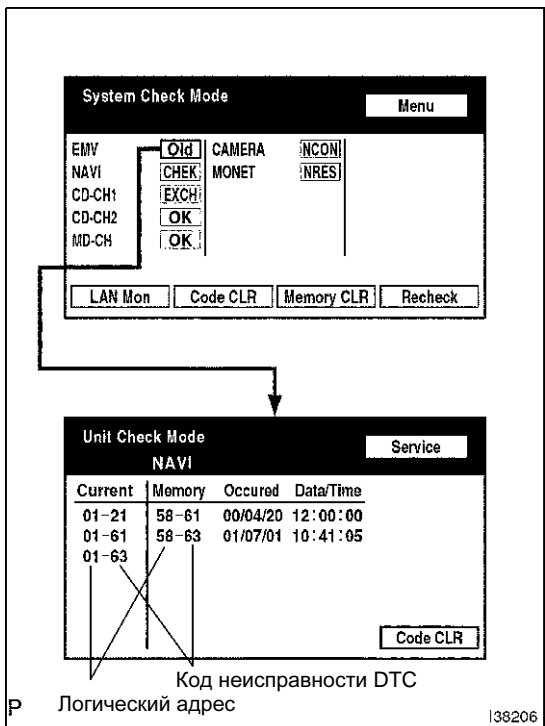 System Check Mode
Menu
EMV Old CAMERA NCON
NAVI CHEK MONET NRES
CD-CH1 EXCH
CD-CH2 OK
MD-CH OK
LAN Mon Code CLR Memory CLR Recheck
Unit Check Mode
Service
NAVI
Current Memory Occured Data/Time
01-21 58-61 00/04/20 12:00:00
01-61 58-63 01/07/01 10:41:05
01-63
Code CLR
Код неисправности DTC
Логический адрес
P
I38206